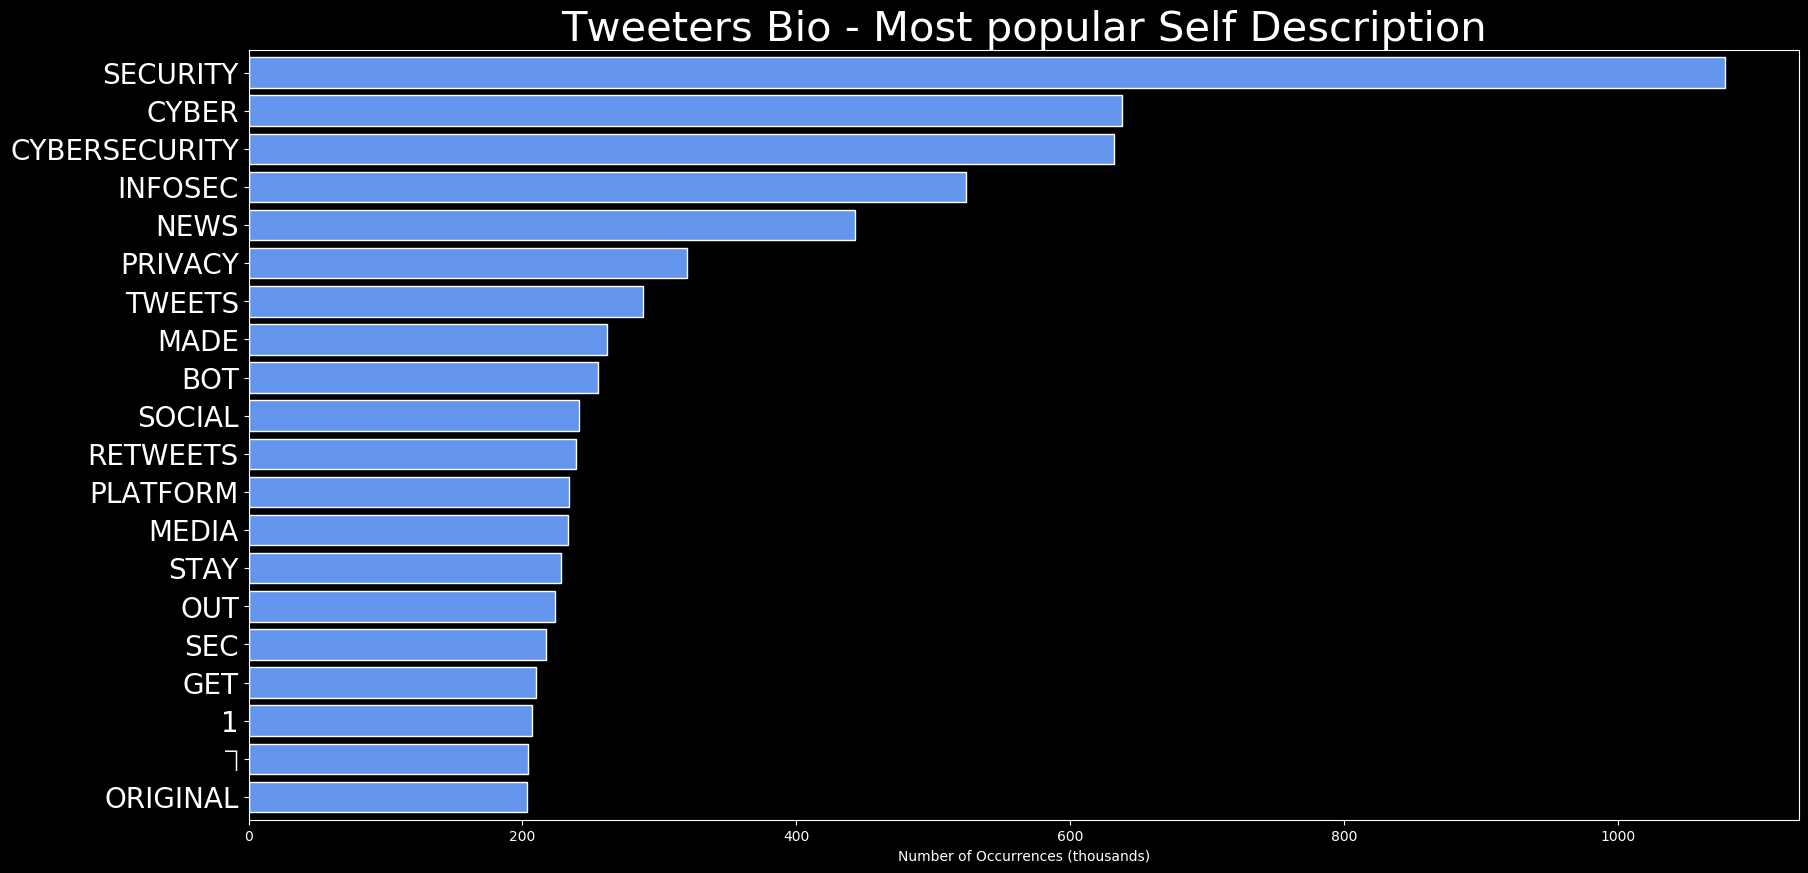 Tweeters Bio - Most popular Self Description
SECURITY
CYBER
CYBERSECURITY
INFOSEC
NEWS
PRIVACY
TWEETS
MADE
BOT
SOCIAL
RETWEETS
PLATFORM
MEDIA
STAY
OUT
SEC
GET
1
ORIGINAL
0 200 400 600 800 1000
Number of Occurrences (thousands)